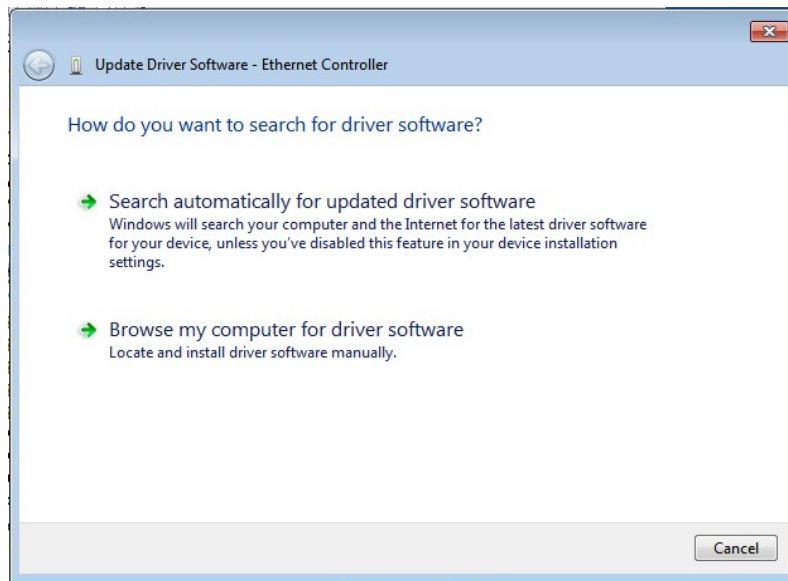 Update Driver Software - Ethernet Controller
How do you want to search for driver software?
Search automatically for updated driver software
Windows will search your computer and the Internet for the latest driver software
for your device, unless you've disabled this feature in your device installation
settings.
Browse my computer for driver software
Locate and install driver software manually.
Cancel